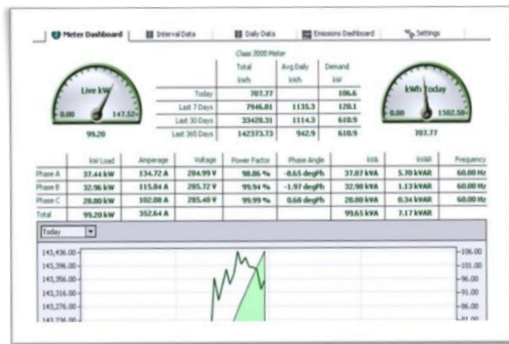 Meter Dashboard Interval Data Daily Data Emissions Dashboard Settings
Class 3000 Meter
Total Avg Daily Demand
kWh kWh kW
Today 707.77 106.6
Last 7 Days 7946.81 1135.3 120.1
Last 30 Days 33428.31 1114.3 610.9
Last 365 Days 142373.73 942.9 610.9
Live kW
0.00 147.52
99.20
kWh Today
0.00 1502.50
707.77
kW Load Amperage Voltage Power Factor Phase Angle kVA kVAR Frequency
Phase A 37.44 kW 134.72 A 284.99 V 98.86 % -8.65 degPh 37.87 kVA 5.70 kVAR 60.00 Hz
Phase B 32.96 kW 115.84 A 285.72 V 99.94 % -1.97 degPh 32.98 kVA 1.13 kVAR 60.00 Hz
Phase C 28.80 kW 102.08 A 285.40 V 99.99 % 0.60 degPh 28.80 kVA 0.34 kVAR 60.00 Hz
Total 99.20 kW 352.64 A 99.65 kVA 7.17 kVAR
Today
143,436.00 106.00
143,396.00 101.00
143,356.00 96.00
143,316.00 91.00
143,276.00 86.00
143,236.00 81.00